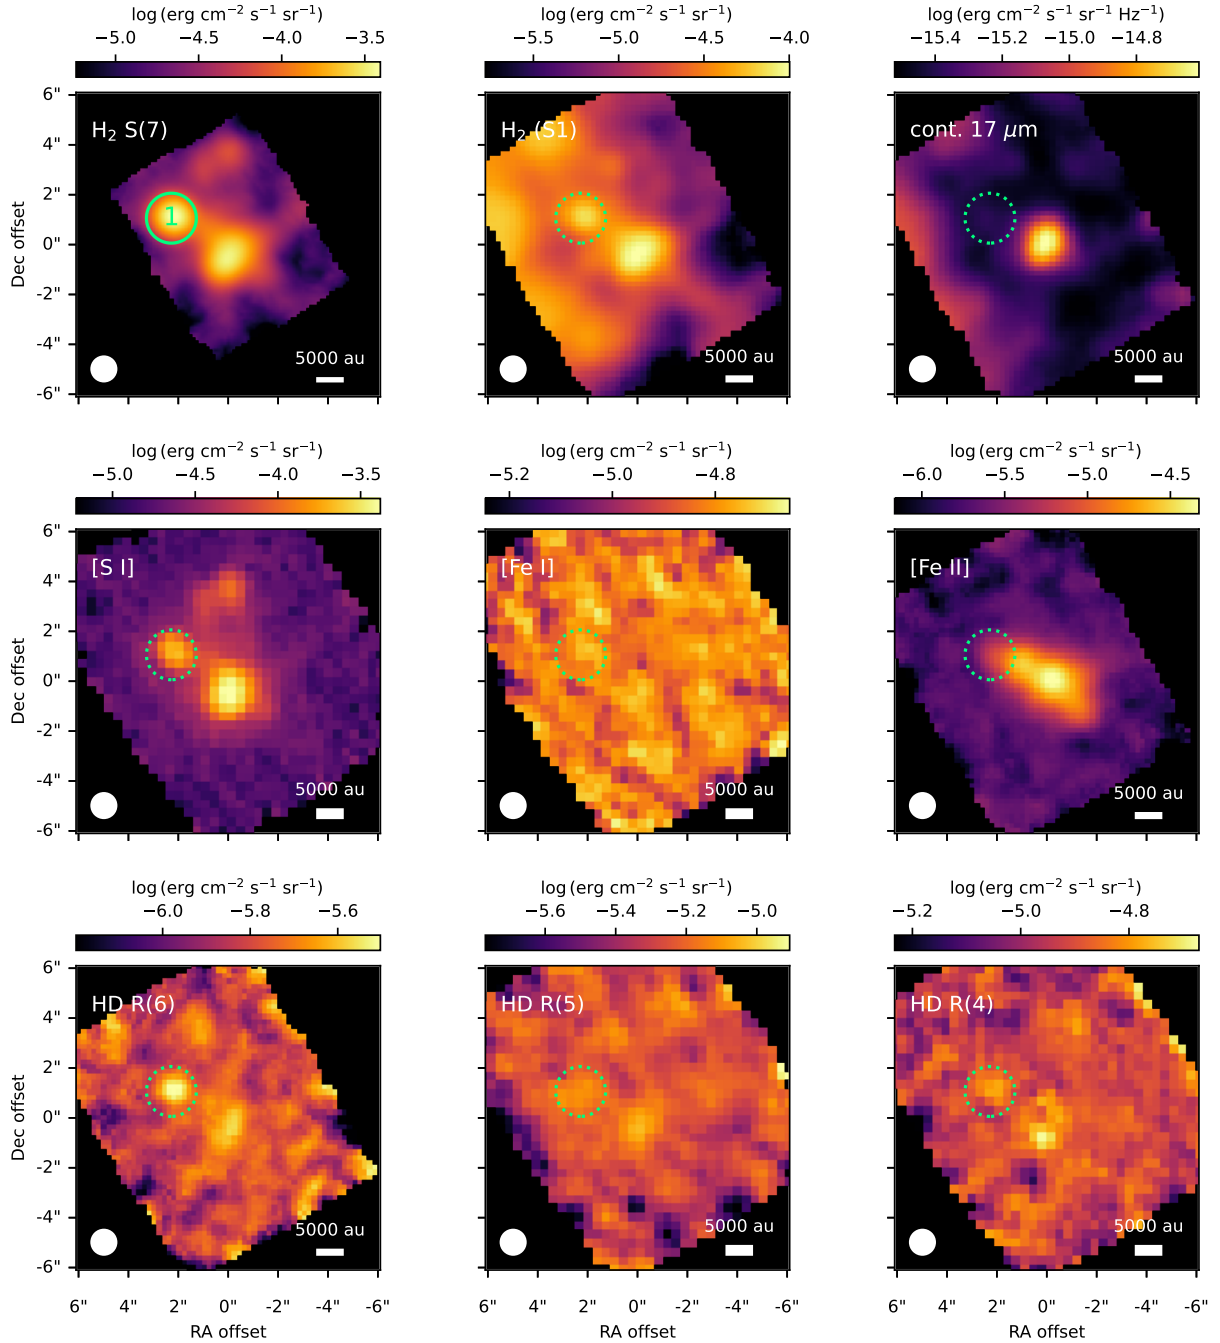 log (erg cm⁻² s⁻¹ sr⁻¹) log (erg cm⁻² s⁻¹ sr⁻¹) log (erg cm⁻² s⁻¹ sr⁻¹ Hz⁻¹)
−5.0 −4.5 −4.0 −3.5 −5.5 −5.0 −4.5 −4.0 −15.4 −15.2 −15.0 −14.8
6" 4" 2" 0" -2" -4" -6"
Dec offset
H₂ S(7) H₂ (S1) cont. 17 μm
1
5000 au 5000 au 5000 au
log (erg cm⁻² s⁻¹ sr⁻¹) log (erg cm⁻² s⁻¹ sr⁻¹) log (erg cm⁻² s⁻¹ sr⁻¹)
−5.0 −4.5 −4.0 −3.5 −5.2 −5.0 −4.8 −6.0 −5.5 −5.0 −4.5
6" 4" 2" 0" -2" -4" -6"
Dec offset
[S I] [Fe I] [Fe II]
5000 au 5000 au 5000 au
log (erg cm⁻² s⁻¹ sr⁻¹) log (erg cm⁻² s⁻¹ sr⁻¹) log (erg cm⁻² s⁻¹ sr⁻¹)
−6.0 −5.8 −5.6 −5.6 −5.4 −5.2 −5.0 −5.2 −5.0 −4.8
6" 4" 2" 0" -2" -4" -6"
Dec offset
HD R(6) HD R(5) HD R(4)
5000 au 5000 au 5000 au
6" 4" 2" 0" -2" -4" -6" 6" 4" 2" 0" -2" -4" -6" 6" 4" 2" 0" -2" -4" -6"
RA offset RA offset RA offset